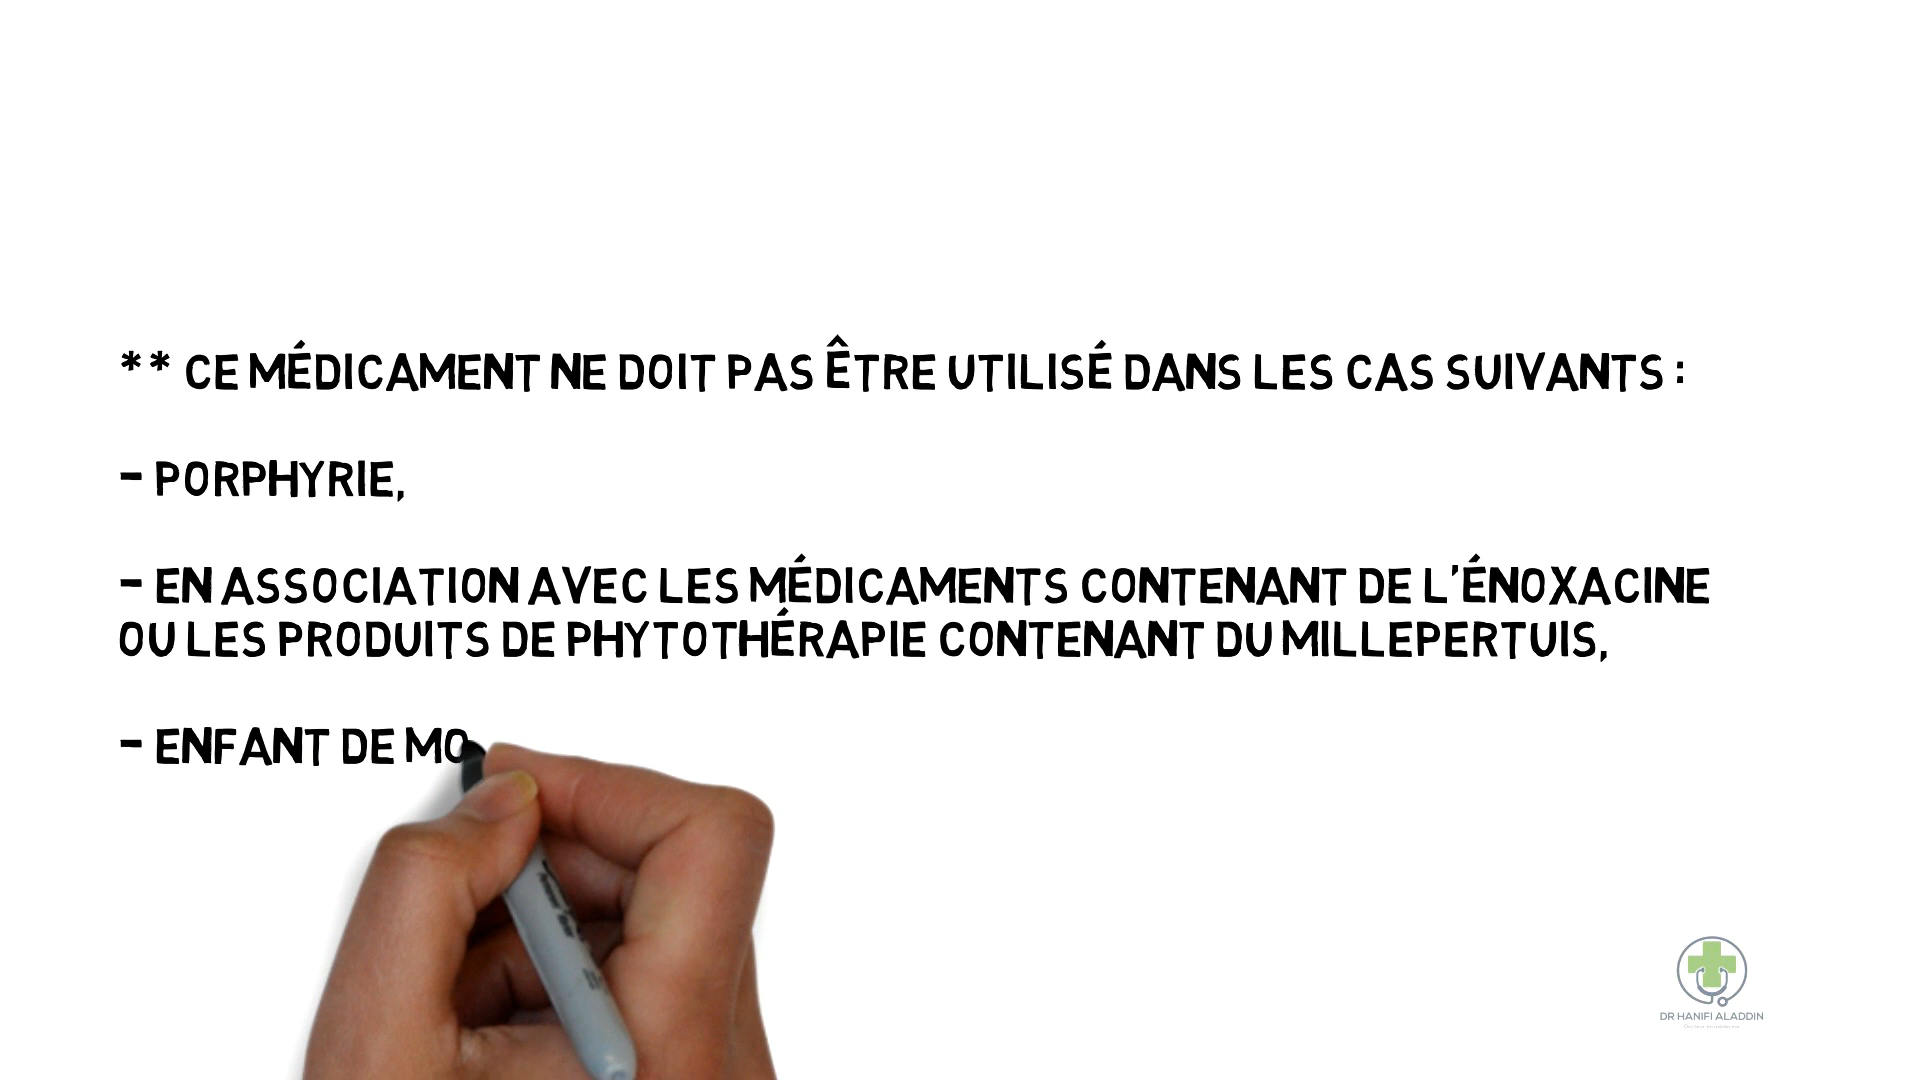 ** CE MÉDICAMENT NE DOIT PAS ÊTRE UTILISÉ DANS LES CAS SUIVANTS :
- PORPHYRIE,
- EN ASSOCIATION AVEC LES MÉDICAMENTS CONTENANT DE L'ÉNOXACINE
OU LES PRODUITS DE PHYTOTHÉRAPIE CONTENANT DU MILLEPERTUIS,
- ENFANT DE MO
DR HANIFI ALADDIN